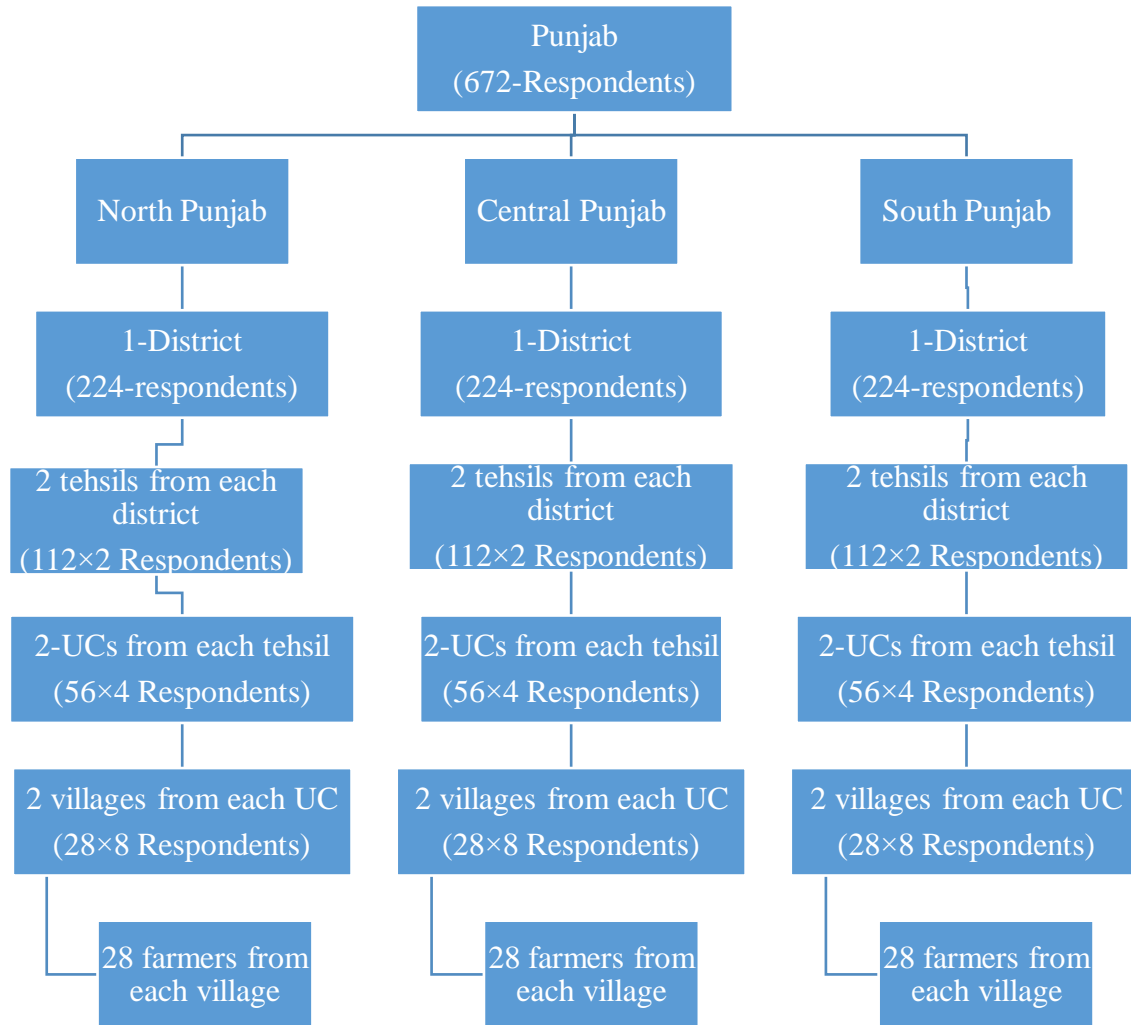 Punjab
(672-Respondents)
North Punjab
Central Punjab
South Punjab
1-District
(224-respondents)
1-District
(224-respondents)
1-District
(224-respondents)
2 tehsils from each
district
(112×2 Respondents)
2 tehsils from each
district
(112×2 Respondents)
2 tehsils from each
district
(112×2 Respondents)
2-UCs from each tehsil
(56×4 Respondents)
2-UCs from each tehsil
(56×4 Respondents)
2-UCs from each tehsil
(56×4 Respondents)
2 villages from each UC
(28×8 Respondents)
2 villages from each UC
(28×8 Respondents)
2 villages from each UC
(28×8 Respondents)
28 farmers from
each village
28 farmers from
each village
28 farmers from
each village